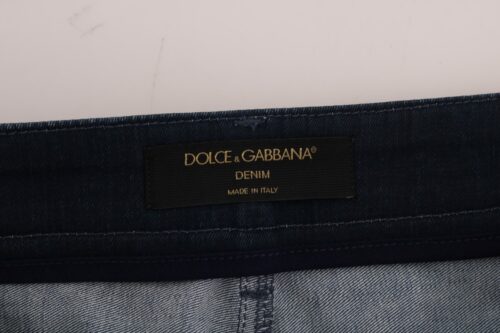 DOLCE & GABBANA®
DENIM
MADE IN ITALY